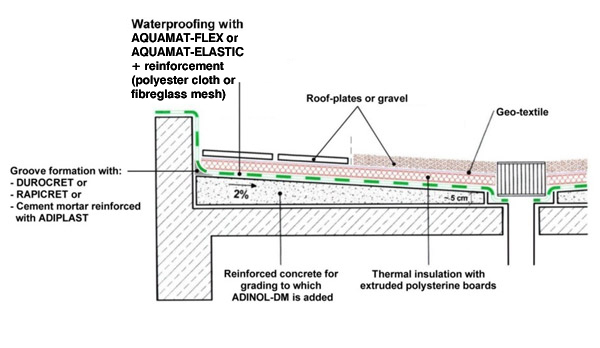 Waterproofing with
AQUAMAT-FLEX or
AQUAMAT-ELASTIC
+ reinforcement
(polyester cloth or
fibreglass mesh)
Roof-plates or gravel
Geo-textile
Groove formation with:
- DUROCRET or
- RAPICRET or
- Cement mortar reinforced
with ADIPLAST
2%
~5 cm
Reinforced concrete for
grading to which
ADINOL-DM is added
Thermal insulation with
extruded polysterine boards